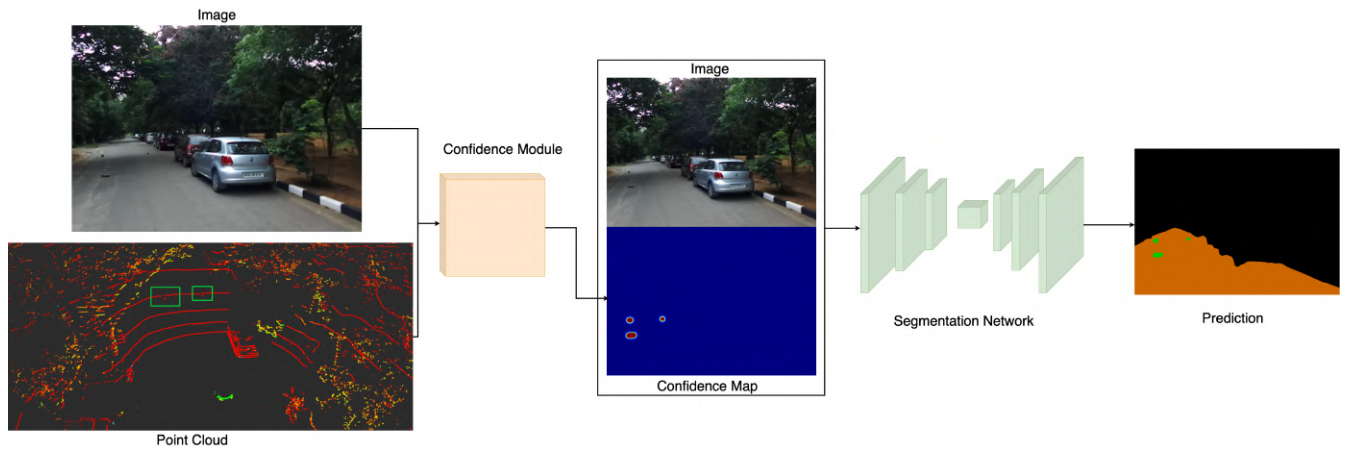 Image
Point Cloud
Confidence Module
Image
Confidence Map
Segmentation Network
Prediction